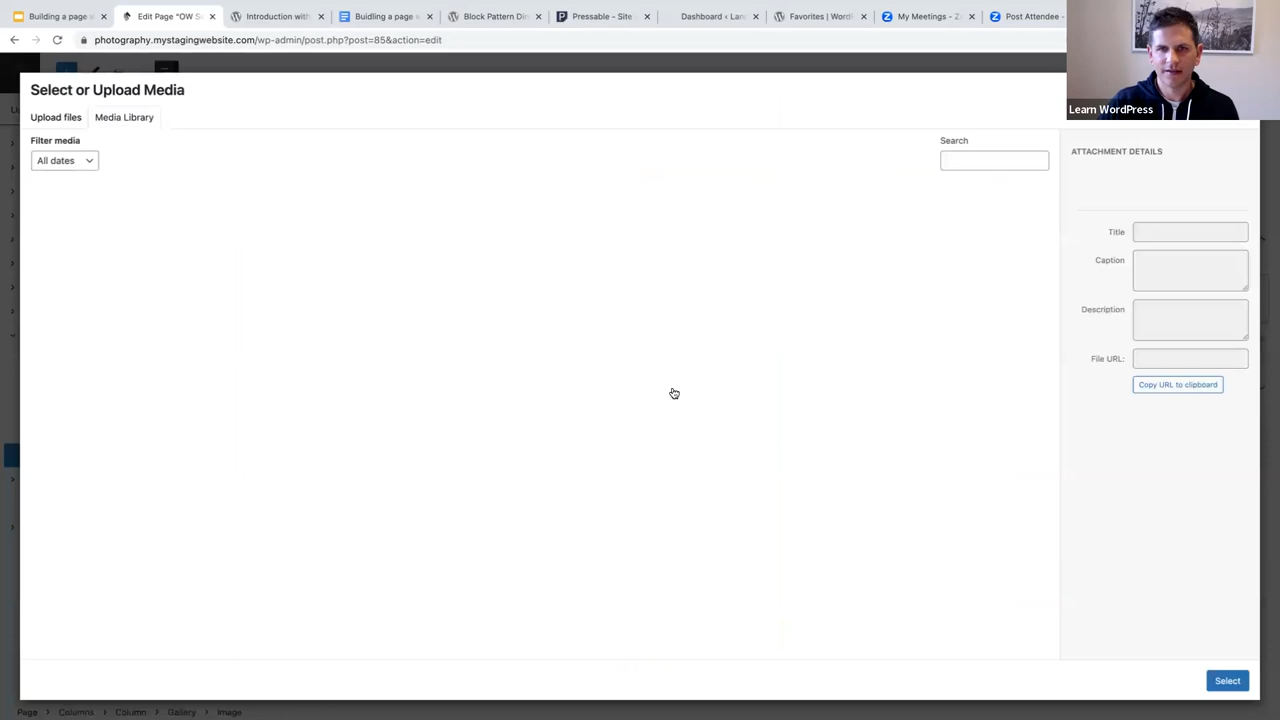 Building a page w
Edit Page "OW S
Introduction with
Buidling a page w
Block Pattern Dir
Pressable - Site
Dashboard ‹ Lan
Favorites | WordP
My Meetings - Z
Post Attendee -
photography.mystagingwebsite.com/wp-admin/post.php?post=85&action=edit
Learn WordPress
Select or Upload Media
Upload files
Media Library
Filter media
All dates
Search
ATTACHMENT DETAILS
Title
Caption
Description
File URL:
Copy URL to clipboard
Select
Page › Columns › Column › Gallery › Image